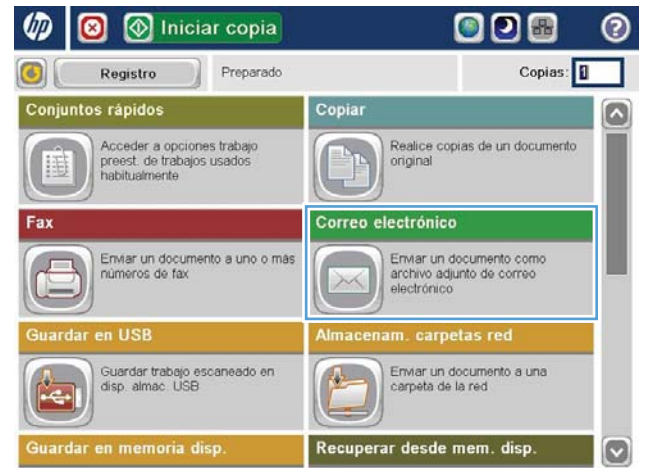 hp
Iniciar copia
?
Registro
Preparado
Copias: 1
Conjuntos rápidos
Acceder a opciones trabajo
preest. de trabajos usados
habitualmente
Copiar
Realice copias de un documento
original
Fax
Enviar un documento a uno o más
números de fax
Correo electrónico
Enviar un documento como
archivo adjunto de correo
electrónico
Guardar en USB
Guardar trabajo escaneado en
disp. almac. USB
Almacenam. carpetas red
Enviar un documento a una
carpeta de la red
Guardar en memoria disp.
Recuperar desde mem. disp.